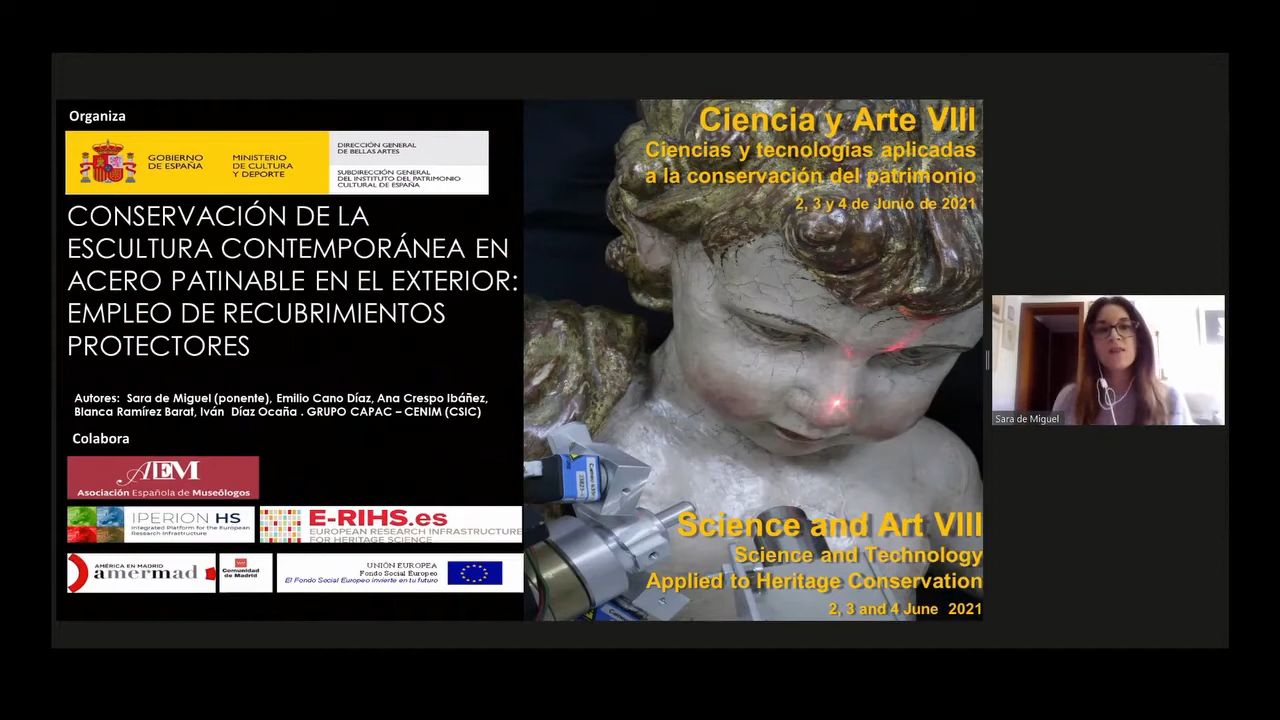 Organiza
GOBIERNO
DE ESPAÑA
MINISTERIO
DE CULTURA
Y DEPORTE
DIRECCIÓN GENERAL
DE BELLAS ARTES
SUBDIRECCIÓN GENERAL
DEL INSTITUTO DEL PATRIMONIO
CULTURAL DE ESPAÑA
CONSERVACIÓN DE LA
ESCULTURA CONTEMPORÁNEA EN
ACERO PATINABLE EN EL EXTERIOR:
EMPLEO DE RECUBRIMIENTOS
PROTECTORES
Autores: Sara de Miguel (ponente), Emilio Cano Díaz, Ana Crespo Ibáñez,
Blanca Ramírez Barat, Iván Díaz Ocaña . GRUPO CAPAC – CENIM (CSIC)
Colabora
AEM
Asociación Española de Museólogos
IPERION HS
Integrated Platform for the European
Research Infrastructure
E-RIHS.es
EUROPEAN RESEARCH INFRASTRUCTURE
FOR HERITAGE SCIENCE
AMÉRICA EN MADRID
amermad
Comunidad
de Madrid
UNIÓN EUROPEA
Fondo Social Europeo
El Fondo Social Europeo invierte en tu futuro
Ciencia y Arte VIII
Ciencias y tecnologías aplicadas
a la conservación del patrimonio
2, 3 y 4 de Junio de 2021
Science and Art VIII
Science and Technology
Applied to Heritage Conservation
2, 3 and 4 June 2021
Sara de Miguel